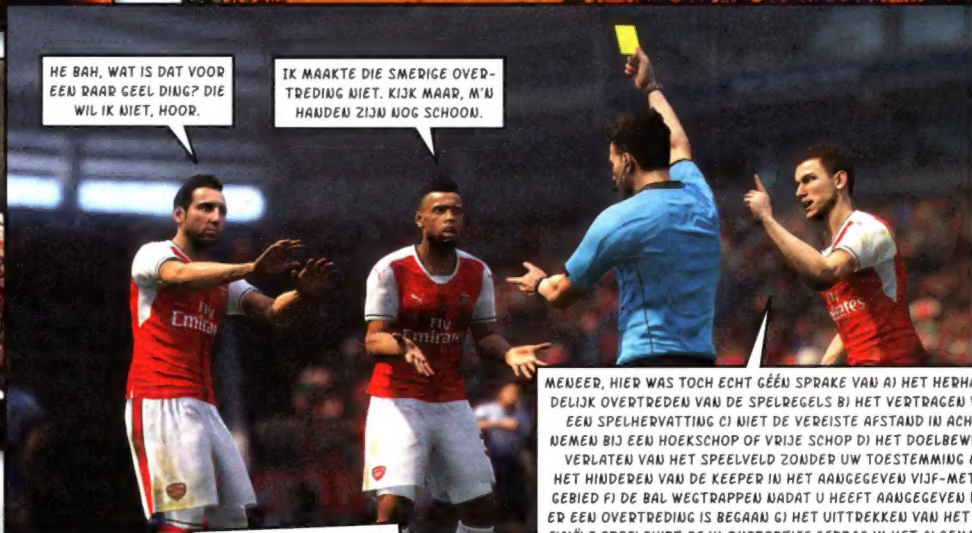 HE BAH, WAT IS DAT VOOR
EEN RAAR GEEL DING? DIE
WIL IK NIET, HOOR.
IK MAAKTE DIE SMERIGE OVER-
TREDING NIET. KIJK MAAR, M'N
HANDEN ZIJN NOG SCHOON.
Fly
Emirates
Fly
Emirates
MENEER, HIER WAS TOCH ECHT GÉÉN SPRAKE VAN A) HET HERHA
DELIJK OVERTREDEN VAN DE SPELREGELS B) HET VERTRAGEN V
EEN SPELHERVATTING C) NIET DE VEREISTE AFSTAND IN ACH
NEMEN BIJ EEN HOEKSCHOP OF VRIJE SCHOP D) HET DOELBEW
VERLATEN VAN HET SPEELVELD ZONDER UW TOESTEMMING
HET HINDEREN VAN DE KEEPER IN HET AANGEGEVEN VIJF-MET
GEBIED F) DE BAL WEGTRAPPEN NADAT U HEEFT AANGEGEVEN
ER EEN OVERTREDING IS BEGAAN G) HET UITTREKKEN VAN HET